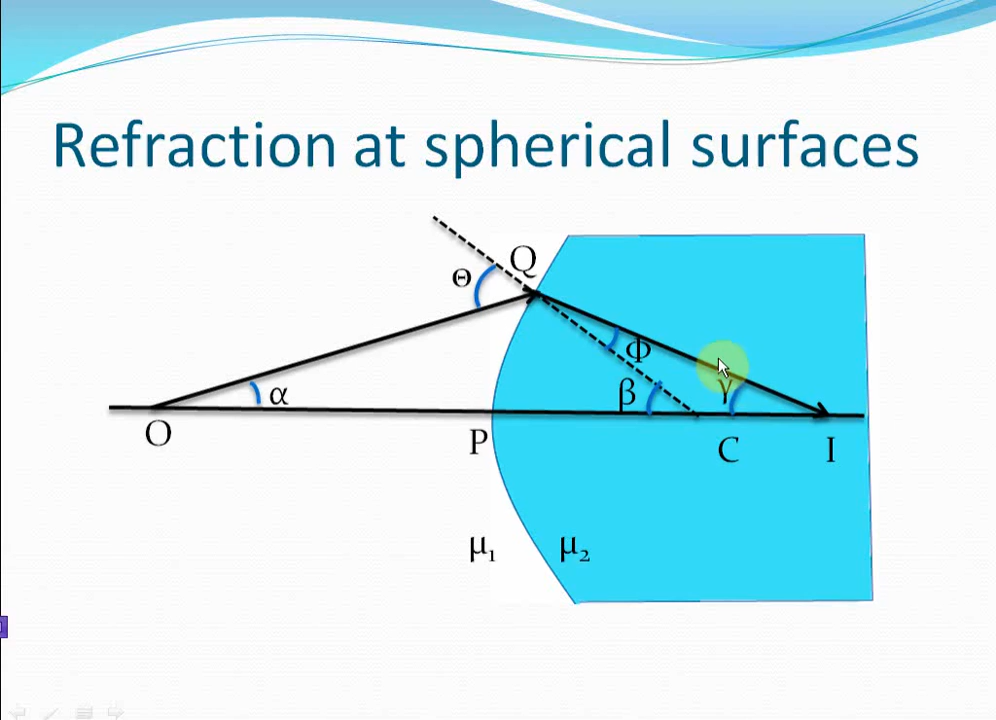 Refraction at spherical surfaces
Q
Θ
Φ
α
β
γ
O
P
C
I
μ₁
μ₂